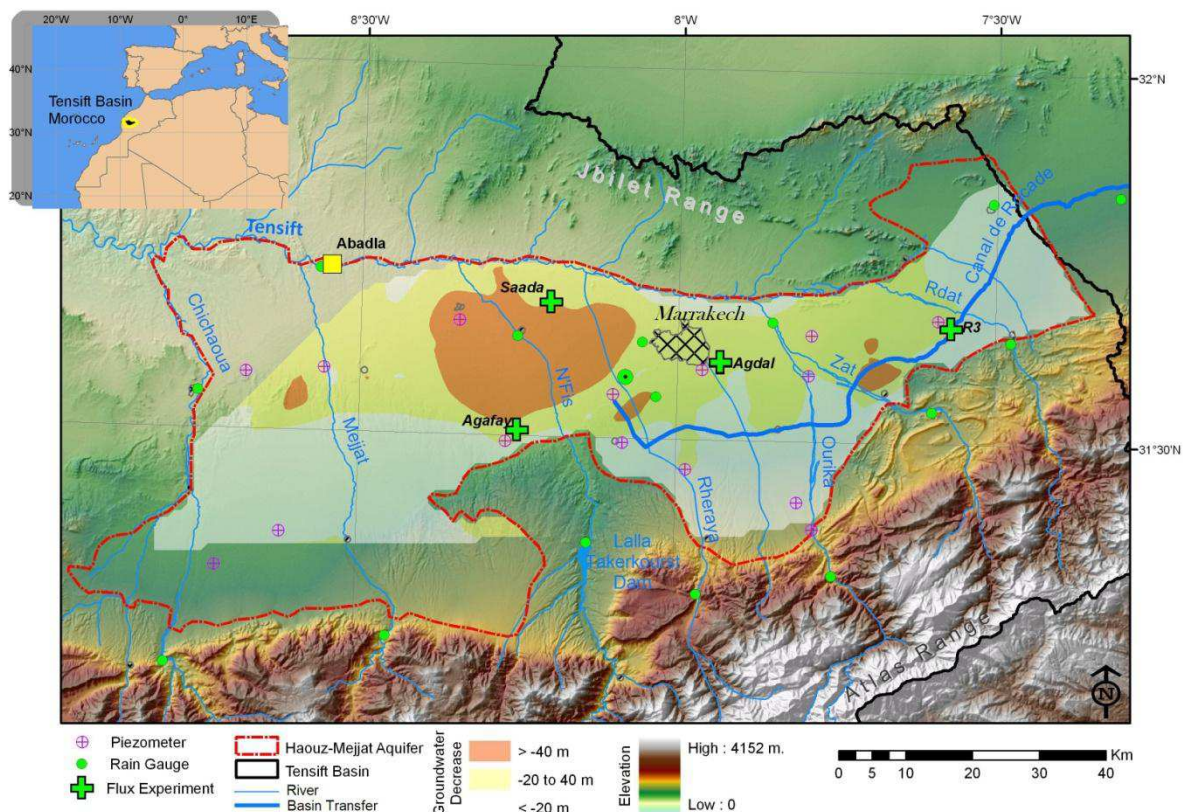 20°W 10°W 0° 10°E
40°N
30°N
20°N
Tensift Basin
Morocco
8°30'W 8°W 7°30'W
32°N
31°30'N
Jbilet Range
Canal de Rocade
Tensift
Abadla
Chichaoua
Saada
Marrakech
Rdat
R3
Agdal
Zat
N'Fis
Agafay
Mejjat
Ourika
Rheraya
Lalla
Takerkoust
Dam
Atlas Range
N
Piezometer
Rain Gauge
Flux Experiment
Haouz-Mejjat Aquifer
Tensift Basin
River
Basin Transfer
Groundwater
Decrease
> -40 m
-20 to 40 m
< -20 m
Elevation
High : 4152 m.
Low : 0
Km
0 5 10 20 30 40